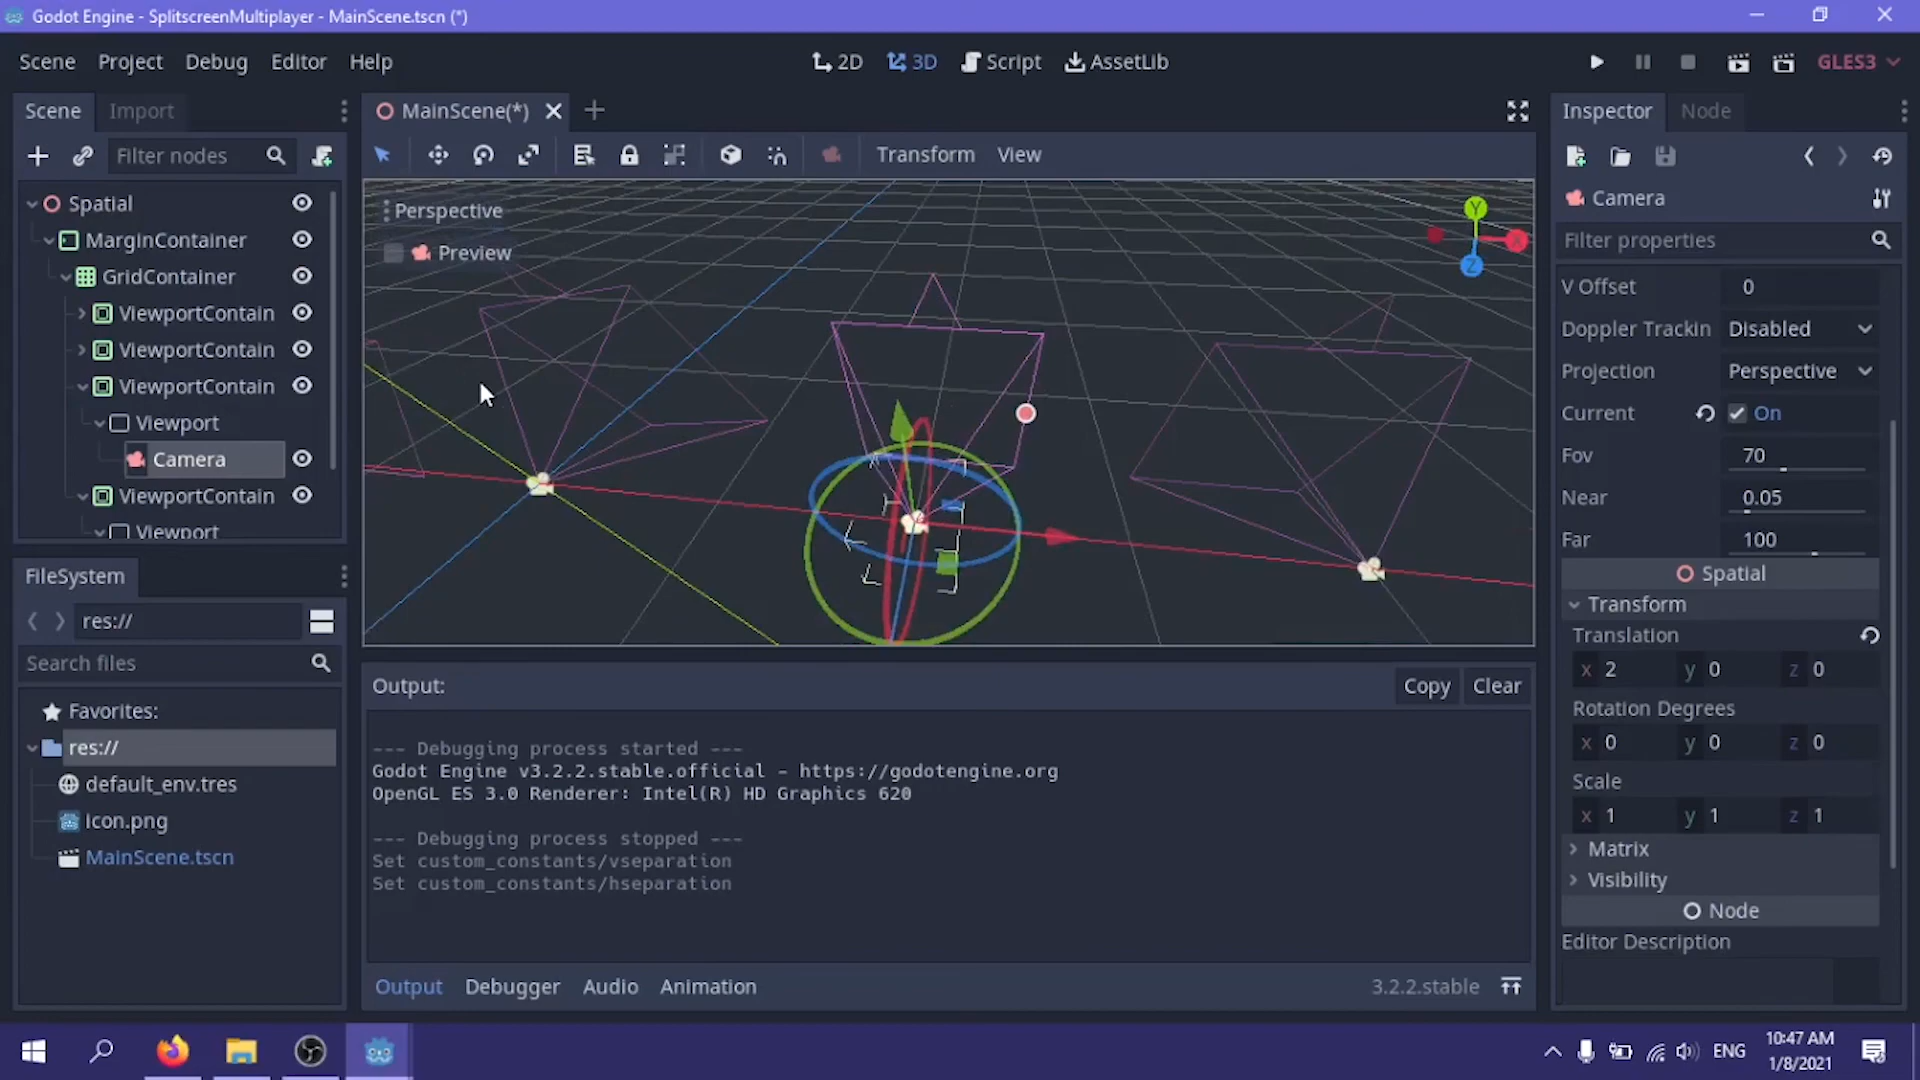 Godot Engine - SplitscreenMultiplayer - MainScene.tscn (*)
Scene Project Debug Editor Help
2D 3D Script AssetLib
GLES3
Scene Import
MainScene(*)
Inspector Node
Filter nodes
Transform View
Spatial
MarginContainer
GridContainer
ViewportContain
ViewportContain
ViewportContain
Viewport
Camera
ViewportContain
Viewport
Perspective
Preview
Y
X
Z
Camera
Filter properties
V Offset 0
Doppler Trackin Disabled
Projection Perspective
Current On
Fov 70
Near 0.05
Far 100
Spatial
Transform
Translation
x 2 y 0 z 0
Rotation Degrees
x 0 y 0 z 0
Scale
x 1 y 1 z 1
Matrix
Visibility
Node
Editor Description
FileSystem
res://
Search files
Favorites:
res://
default_env.tres
icon.png
MainScene.tscn
Output:
Copy Clear
--- Debugging process started ---
Godot Engine v3.2.2.stable.official - https://godotengine.org
OpenGL ES 3.0 Renderer: Intel(R) HD Graphics 620
--- Debugging process stopped ---
Set custom_constants/vseparation
Set custom_constants/hseparation
Output Debugger Audio Animation
3.2.2.stable
ENG
10:47 AM
1/8/2021